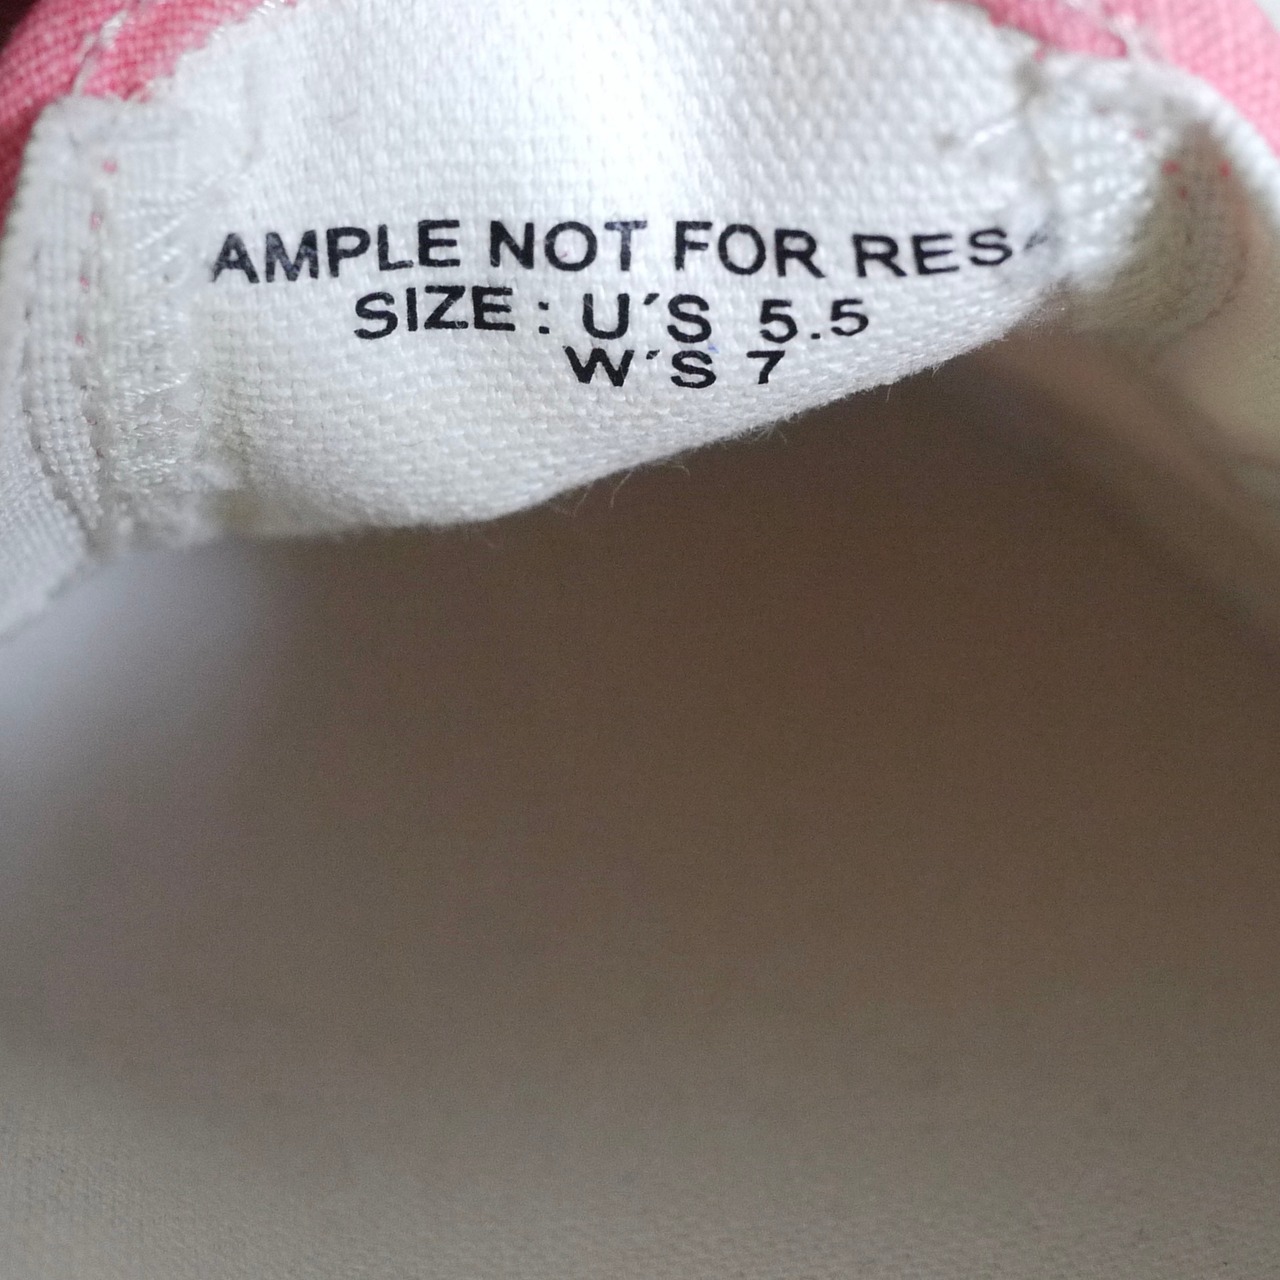 AMPLE NOT FOR RES
SIZE : U'S 5.5
W'S 7